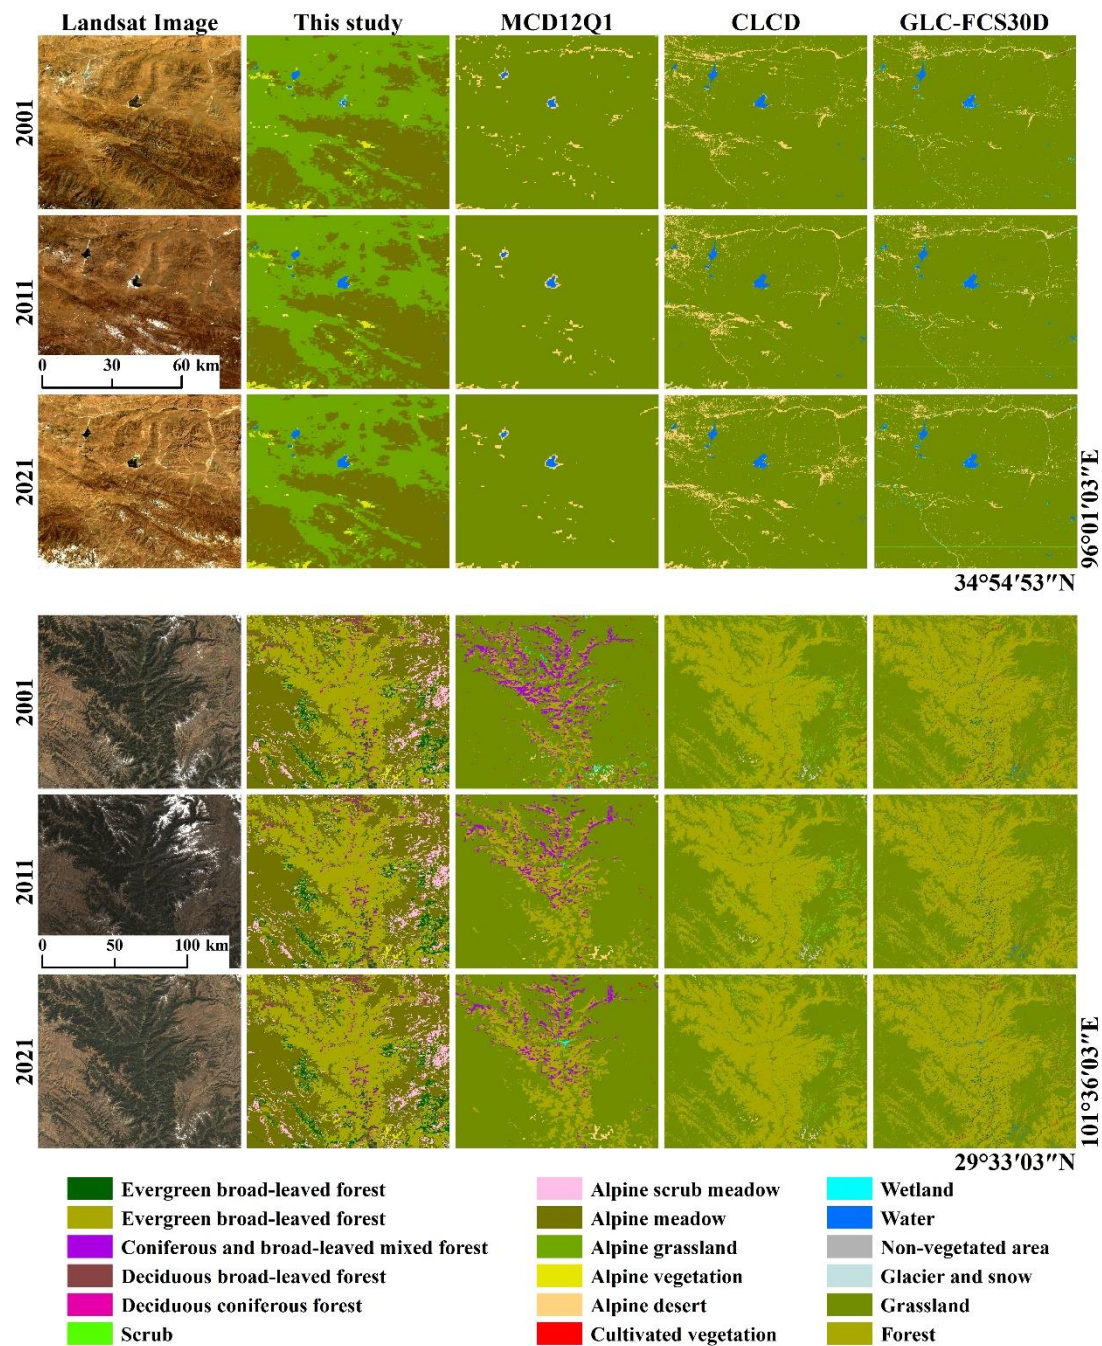 Landsat Image This study MCD12Q1 CLCD GLC-FCS30D
2001
2011
0 30 60 km
2021
96°01′03″E
34°54′53″N
2001
2011
0 50 100 km
2021
101°36′03″E
29°33′03″N
Evergreen broad-leaved forest Alpine scrub meadow Wetland
Evergreen broad-leaved forest Alpine meadow Water
Coniferous and broad-leaved mixed forest Alpine grassland Non-vegetated area
Deciduous broad-leaved forest Alpine vegetation Glacier and snow
Deciduous coniferous forest Alpine desert Grassland
Scrub Cultivated vegetation Forest